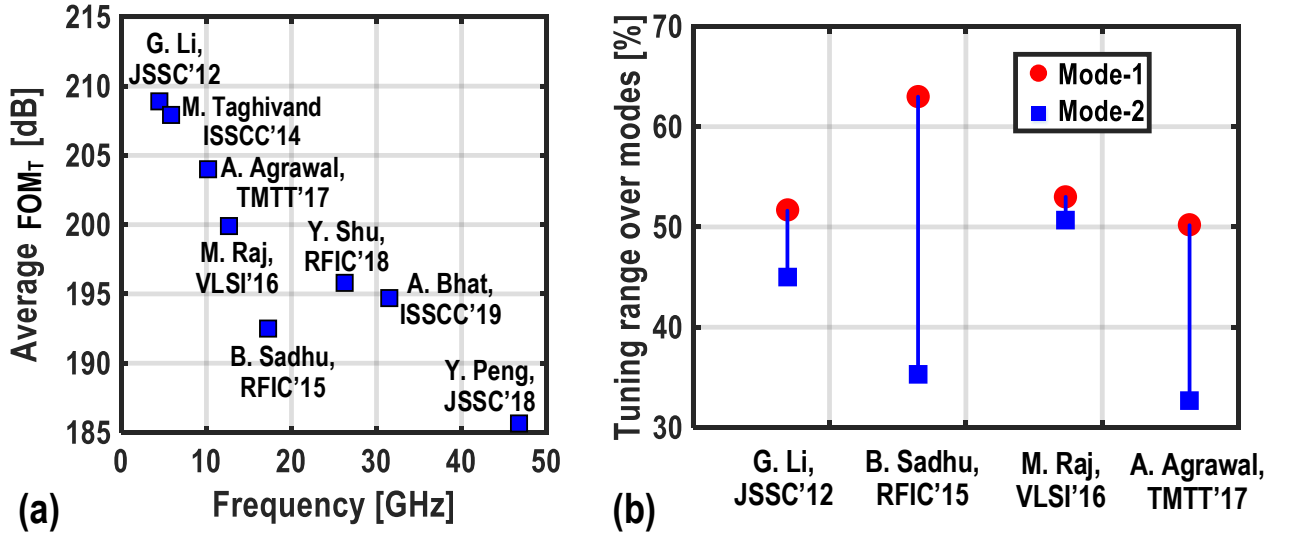 215
210
205
200
195
190
185
Average FOMT [dB]
G. Li,
JSSC’12
M. Taghivand
ISSCC’14
A. Agrawal,
TMTT’17
M. Raj,
VLSI’16
Y. Shu,
RFIC’18
A. Bhat,
ISSCC’19
B. Sadhu,
RFIC’15
Y. Peng,
JSSC’18
0 10 20 30 40 50
Frequency [GHz]
(a)
70
60
50
40
30
Tuning range over modes [%]
Mode-1
Mode-2
G. Li,
JSSC’12
B. Sadhu,
RFIC’15
M. Raj,
VLSI’16
A. Agrawal,
TMTT’17
(b)